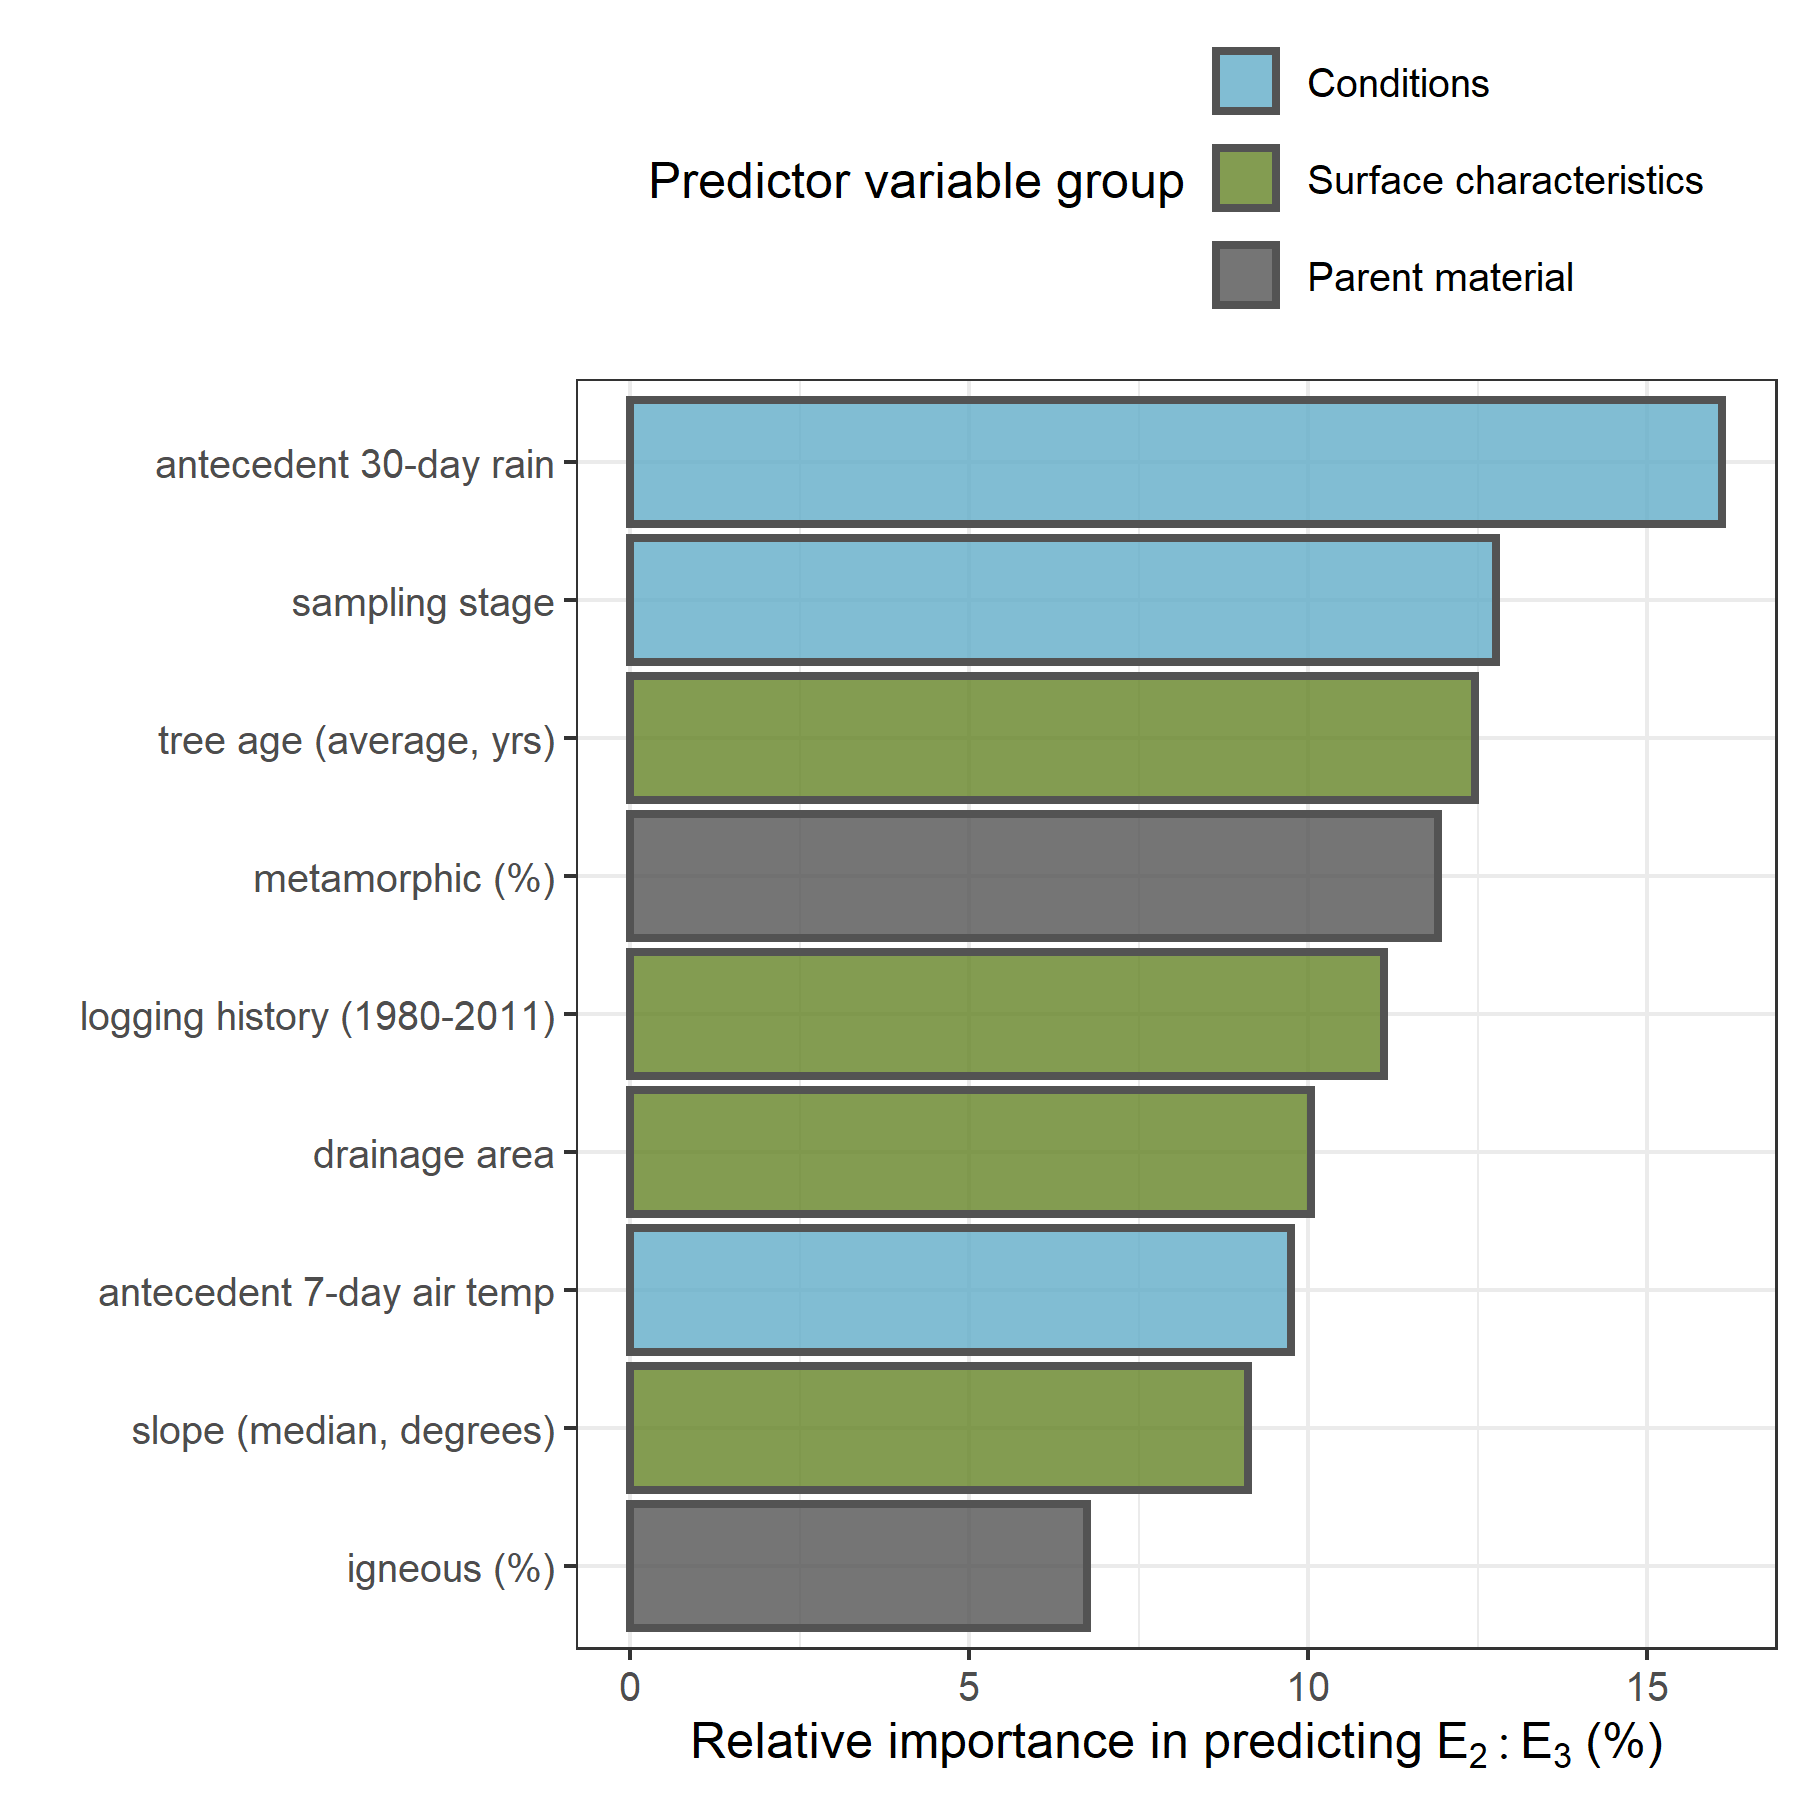 Conditions
Predictor variable group
Surface characteristics
Parent material
antecedent 30-day rain
sampling stage
tree age (average, yrs)
metamorphic (%)
logging history (1980-2011)
drainage area
antecedent 7-day air temp
slope (median, degrees)
igneous (%)
0 5 10 15
Relative importance in predicting E₂ : E₃ (%)